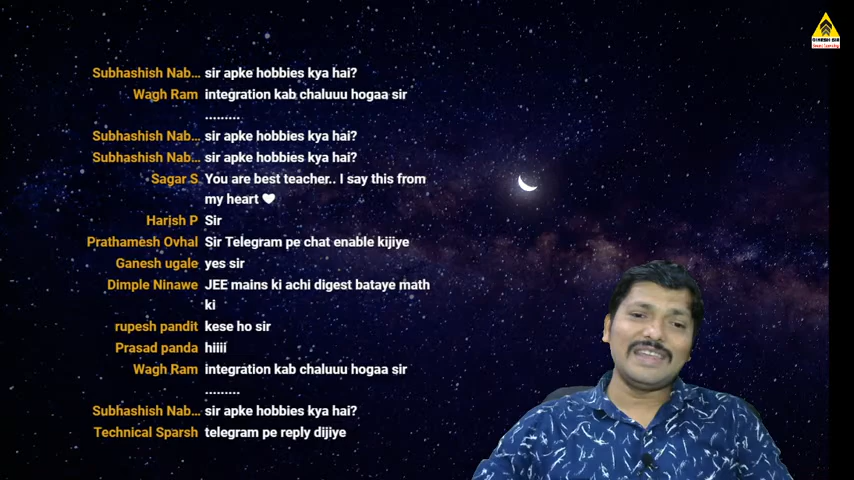 Subhashish Nab... sir apke hobbies kya hai?
Wagh Ram integration kab chaluuu hogaa sir
.........
Subhashish Nab... sir apke hobbies kya hai?
Subhashish Nab... sir apke hobbies kya hai?
Sagar S You are best teacher.. I say this from
my heart
Harish P Sir
Prathamesh Ovhal Sir Telegram pe chat enable kijiye
Ganesh ugale yes sir
Dimple Ninawe JEE mains ki achi digest bataye math
ki
rupesh pandit kese ho sir
Prasad panda hiiií
Wagh Ram integration kab chaluuu hogaa sir
.........
Subhashish Nab... sir apke hobbies kya hai?
Technical Sparsh telegram pe reply dijiye
DINESH SIR